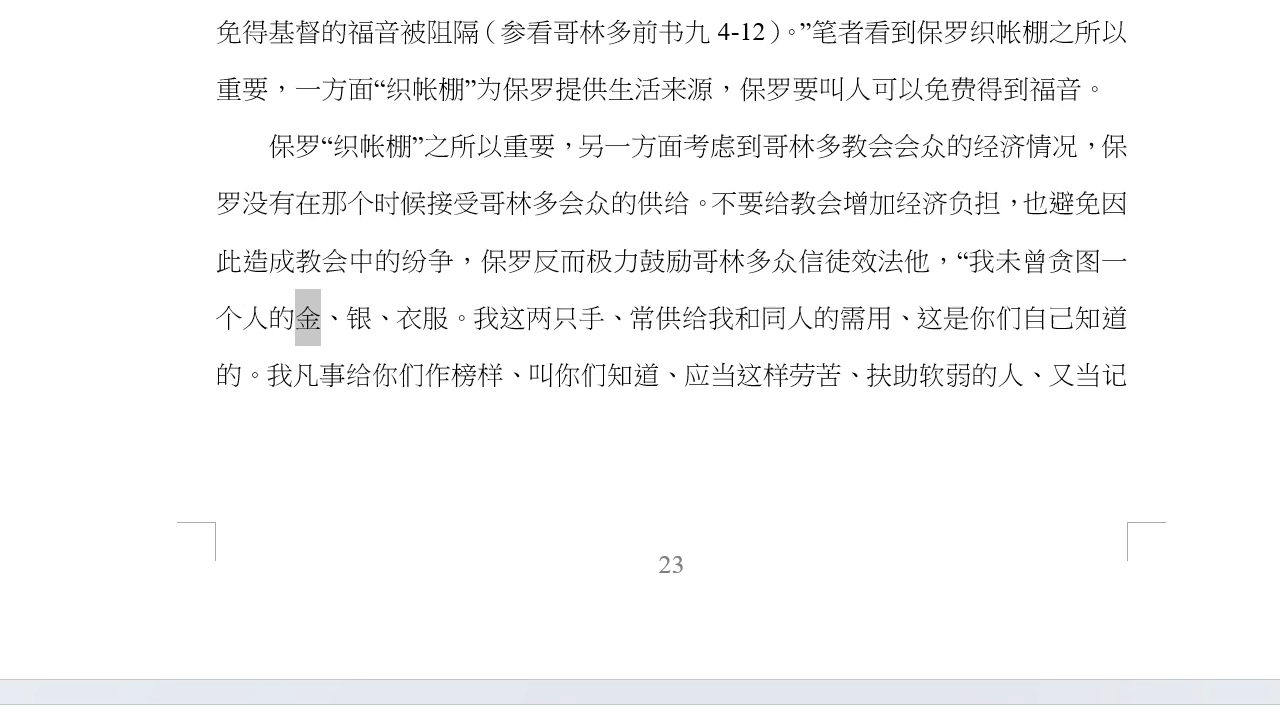 免得基督的福音被阻隔（参看哥林多前书九 4-12）。”笔者看到保罗织帐棚之所以
重要，一方面“织帐棚”为保罗提供生活来源，保罗要叫人可以免费得到福音。
保罗“织帐棚”之所以重要，另一方面考虑到哥林多教会会众的经济情况，保
罗没有在那个时候接受哥林多会众的供给。不要给教会增加经济负担，也避免因
此造成教会中的纷争，保罗反而极力鼓励哥林多众信徒效法他，“我未曾贪图一
个人的金、银、衣服。我这两只手、常供给我和同人的需用、这是你们自己知道
的。我凡事给你们作榜样、叫你们知道、应当这样劳苦、扶助软弱的人、又当记
23